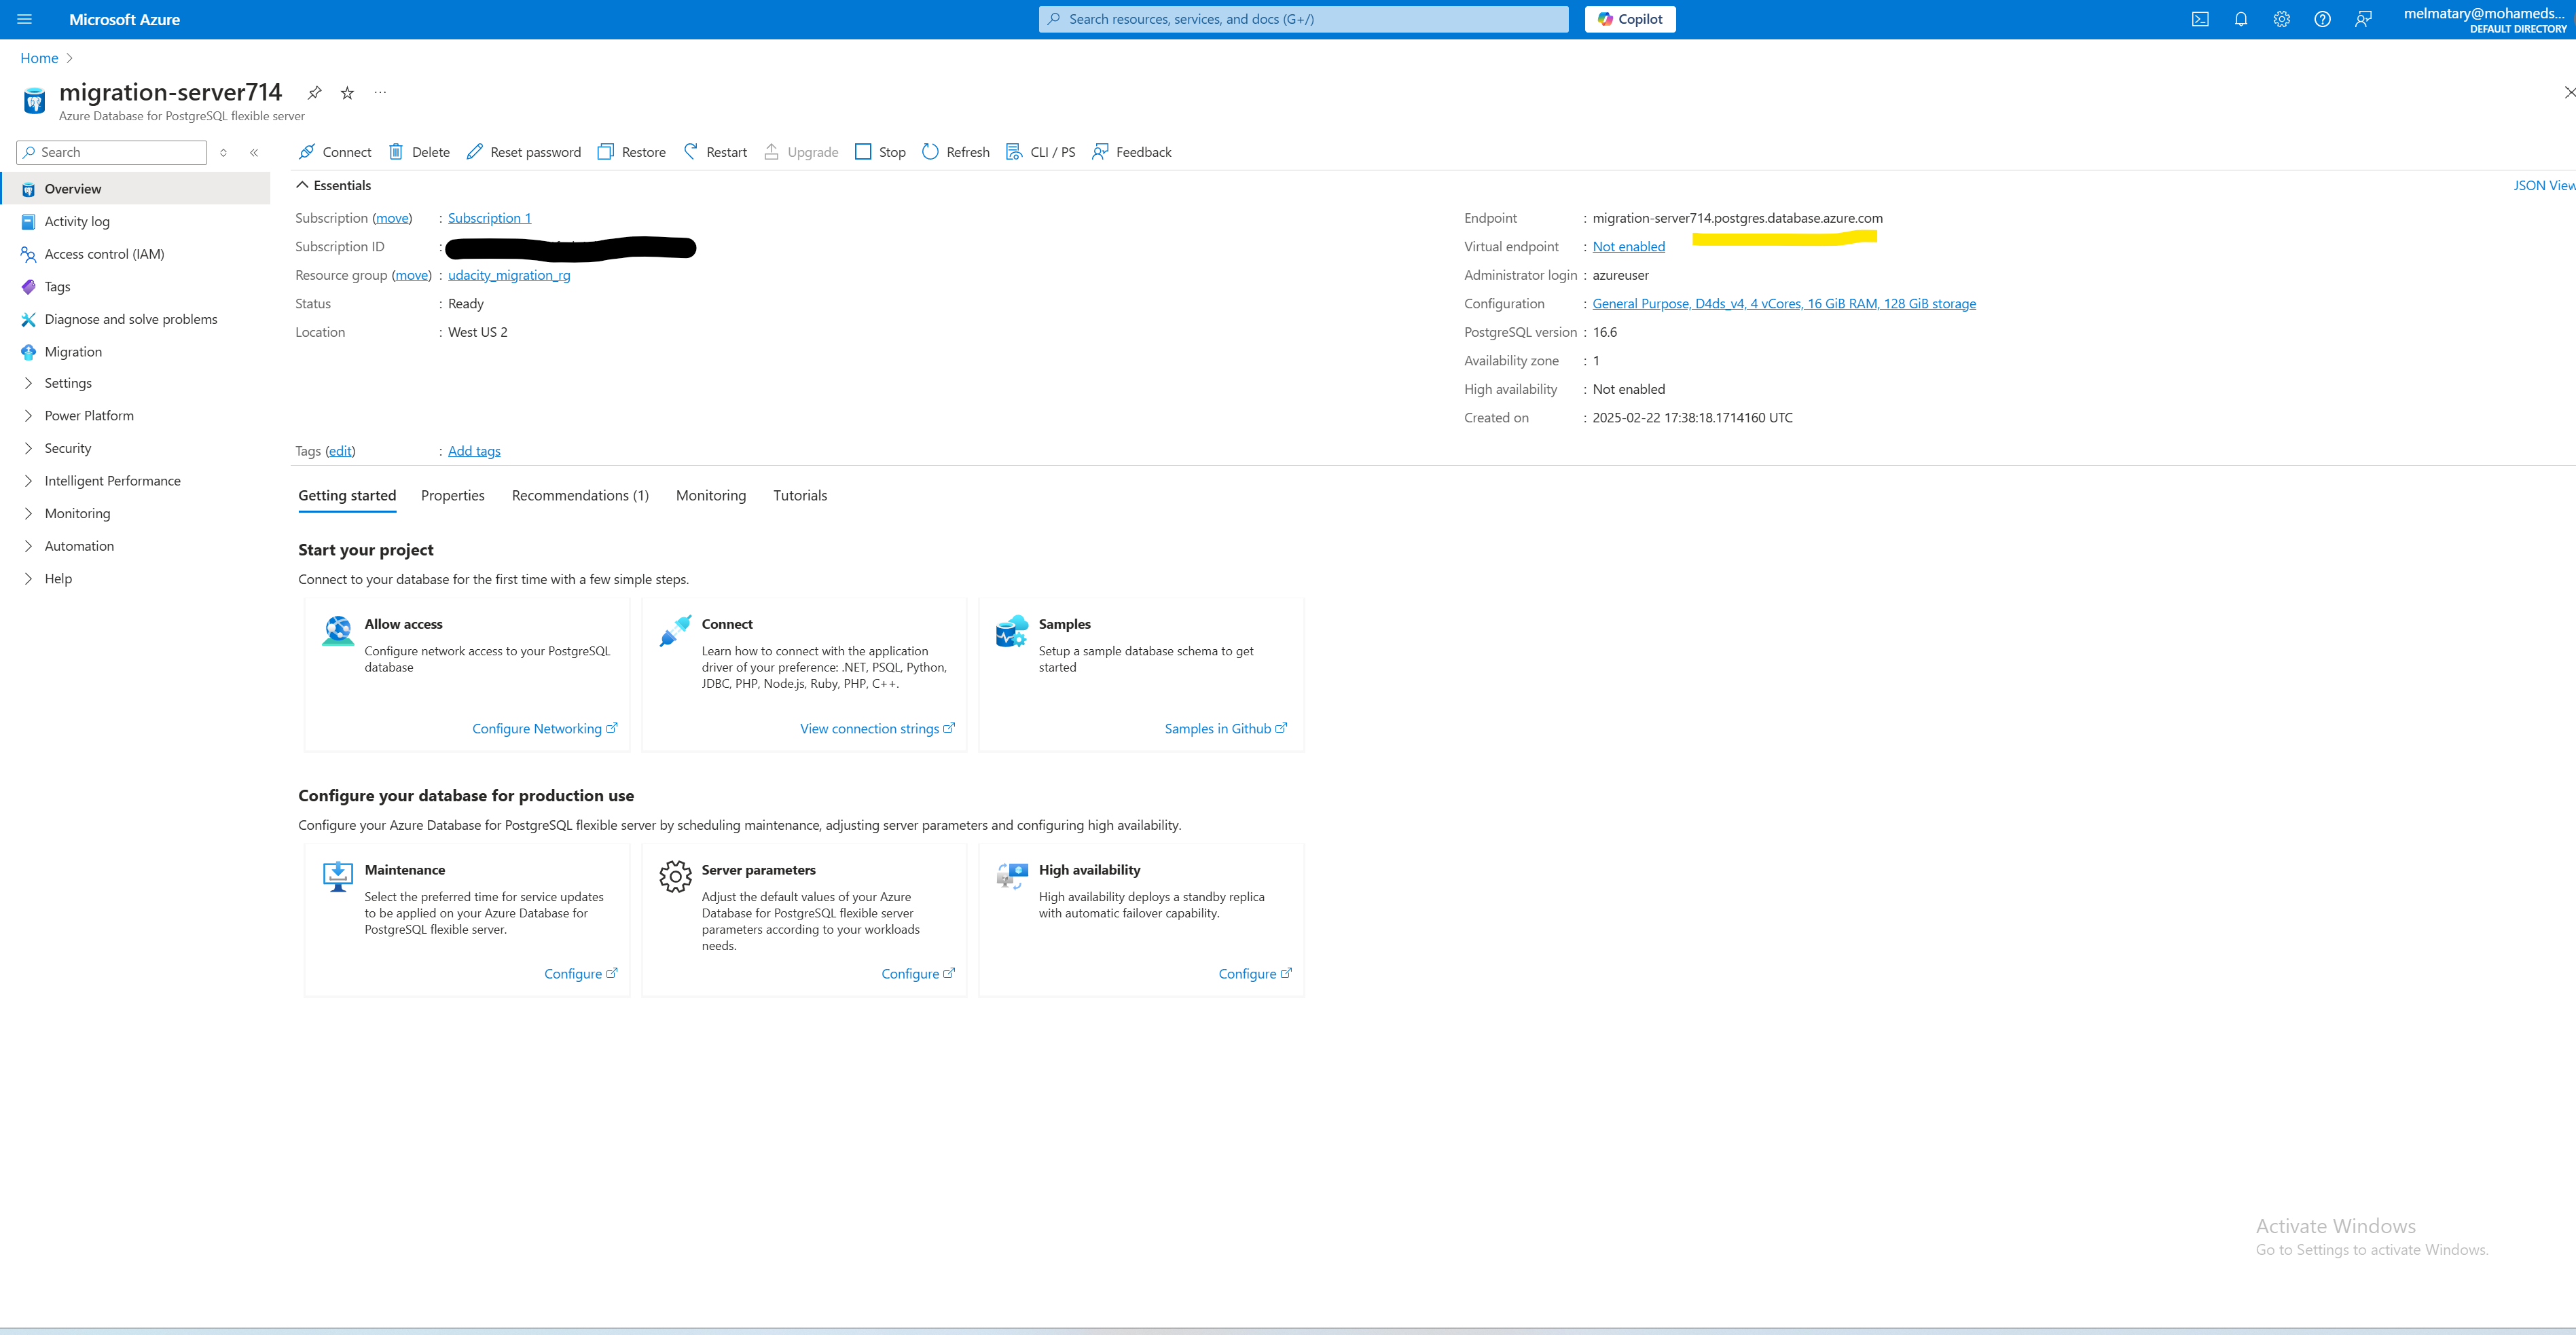 Microsoft Azure
Search resources, services, and docs (G+/)
Copilot
melmatary@mohameds...
DEFAULT DIRECTORY
Home
migration-server714
Azure Database for PostgreSQL flexible server
Search
Connect
Delete
Reset password
Restore
Restart
Upgrade
Stop
Refresh
CLI / PS
Feedback
Overview
Activity log
Access control (IAM)
Tags
Diagnose and solve problems
Migration
Settings
Power Platform
Security
Intelligent Performance
Monitoring
Automation
Help
Essentials
JSON View
Subscription (move) : Subscription 1
Subscription ID :
Resource group (move) : udacity_migration_rg
Status : Ready
Location : West US 2
Endpoint : migration-server714.postgres.database.azure.com
Virtual endpoint : Not enabled
Administrator login : azureuser
Configuration : General Purpose, D4ds_v4, 4 vCores, 16 GiB RAM, 128 GiB storage
PostgreSQL version : 16.6
Availability zone : 1
High availability : Not enabled
Created on : 2025-02-22 17:38:18.1714160 UTC
Tags (edit) : Add tags
Getting started
Properties
Recommendations (1)
Monitoring
Tutorials
Start your project
Connect to your database for the first time with a few simple steps.
Allow access
Configure network access to your PostgreSQL
database
Configure Networking
Connect
Learn how to connect with the application
driver of your preference: .NET, PSQL, Python,
JDBC, PHP, Node.js, Ruby, PHP, C++.
View connection strings
Samples
Setup a sample database schema to get
started
Samples in Github
Configure your database for production use
Configure your Azure Database for PostgreSQL flexible server by scheduling maintenance, adjusting server parameters and configuring high availability.
Maintenance
Select the preferred time for service updates
to be applied on your Azure Database for
PostgreSQL flexible server.
Configure
Server parameters
Adjust the default values of your Azure
Database for PostgreSQL flexible server
parameters according to your workloads
needs.
Configure
High availability
High availability deploys a standby replica
with automatic failover capability.
Configure
Activate Windows
Go to Settings to activate Windows.